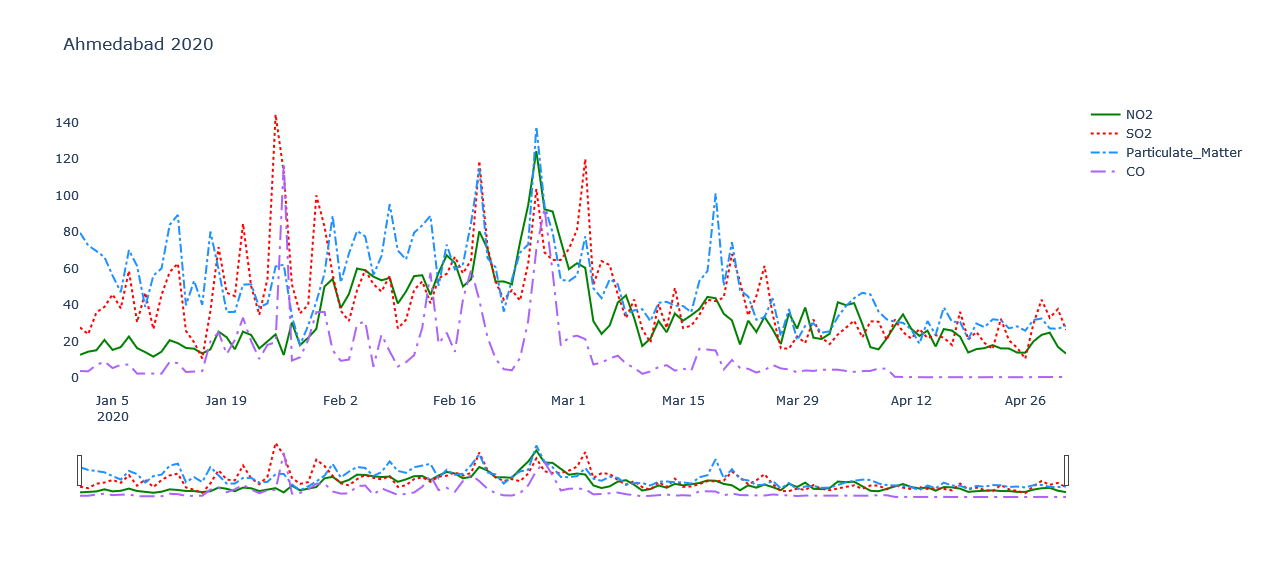 Ahmedabad 2020
140
120
100
80
60
40
20
0
Jan 5
2020
Jan 19
Feb 2
Feb 16
Mar 1
Mar 15
Mar 29
Apr 12
Apr 26
NO2
SO2
Particulate_Matter
CO